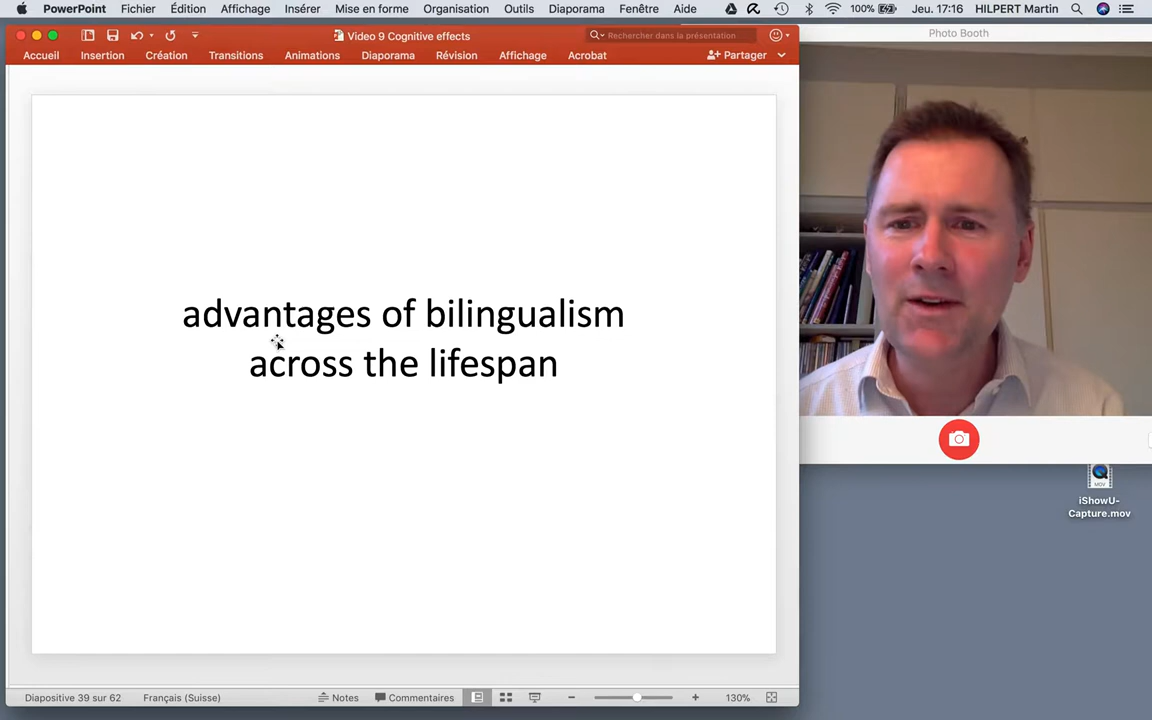 PowerPoint Fichier Édition Affichage Insérer Mise en forme Organisation Outils Diaporama Fenêtre Aide 100% Jeu. 17:16 HILPERT Martin
Video 9 Cognitive effects
Rechercher dans la présentation
Photo Booth
Accueil Insertion Création Transitions Animations Diaporama Révision Affichage Acrobat Partager
advantages of bilingualism
across the lifespan
MOV
iShowU-
Capture.mov
Diapositive 39 sur 62 Français (Suisse) Notes Commentaires 130%